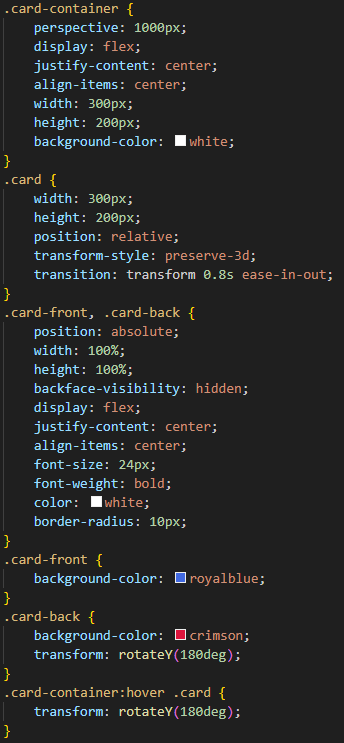 .card-container {
    perspective: 1000px;
    display: flex;
    justify-content: center;
    align-items: center;
    width: 300px;
    height: 200px;
    background-color: white;
}
.card {
    width: 300px;
    height: 200px;
    position: relative;
    transform-style: preserve-3d;
    transition: transform 0.8s ease-in-out;
}
.card-front, .card-back {
    position: absolute;
    width: 100%;
    height: 100%;
    backface-visibility: hidden;
    display: flex;
    justify-content: center;
    align-items: center;
    font-size: 24px;
    font-weight: bold;
    color: white;
    border-radius: 10px;
}
.card-front {
    background-color: royalblue;
}
.card-back {
    background-color: crimson;
    transform: rotateY(180deg);
}
.card-container:hover .card {
    transform: rotateY(180deg);
}